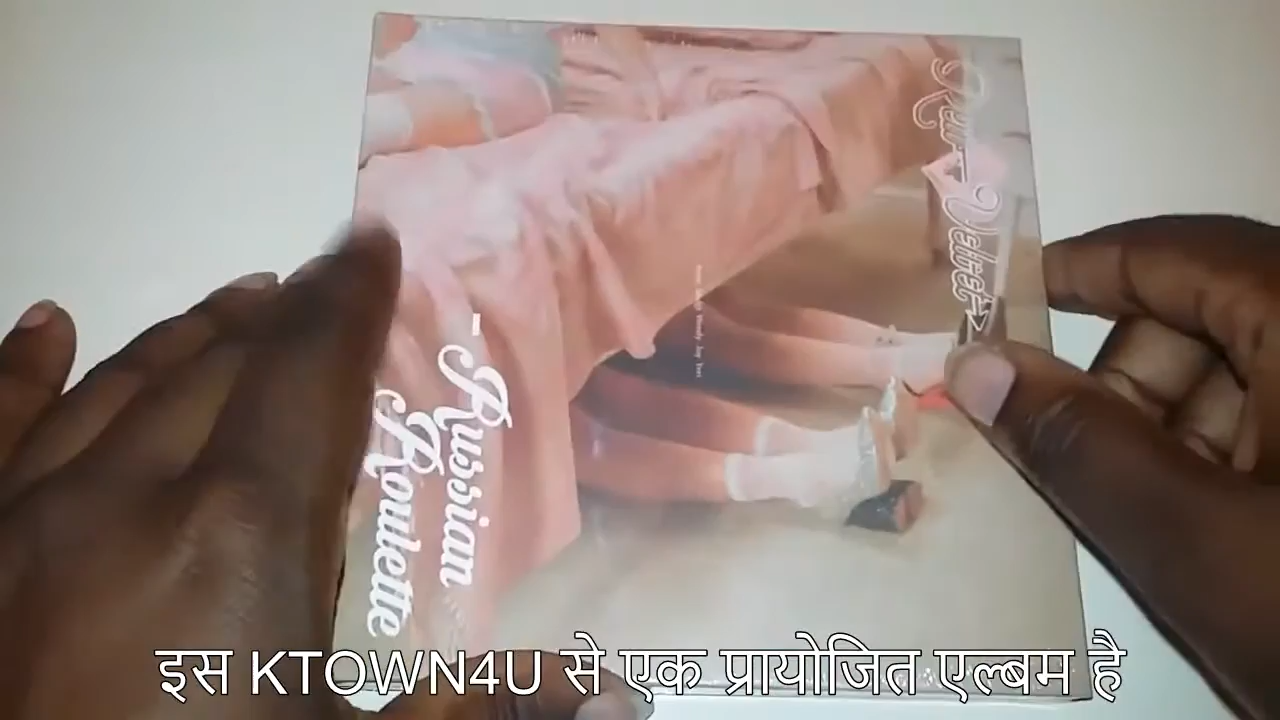 Red Velvet
- Russian
Roulette
इस KTOWN4U से एक प्रायोजित एल्बम है